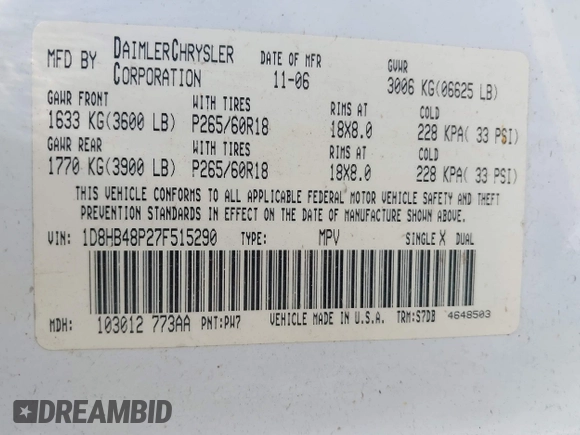 MFD BY DAIMLERCHRYSLER CORPORATION DATE OF MFR 11-06 GVWR 3006 KG(06625 LB)
GAWR FRONT WITH TIRES RIMS AT COLD
1633 KG(3600 LB) P265/60R18 18X8.0 228 KPA( 33 PSI)
GAWR REAR WITH TIRES RIMS AT COLD
1770 KG(3900 LB) P265/60R18 18X8.0 228 KPA( 33 PSI)
THIS VEHICLE CONFORMS TO ALL APPLICABLE FEDERAL MOTOR VEHICLE SAFETY AND THEFT
PREVENTION STANDARDS IN EFFECT ON THE DATE OF MANUFACTURE SHOWN ABOVE.
VIN: 1D8HB48P27F515290 TYPE: MPV SINGLE X DUAL
MDH: 103012 773AA PNT:PW7 VEHICLE MADE IN U.S.A. TRM:S7DB 4648503
DREAMBID